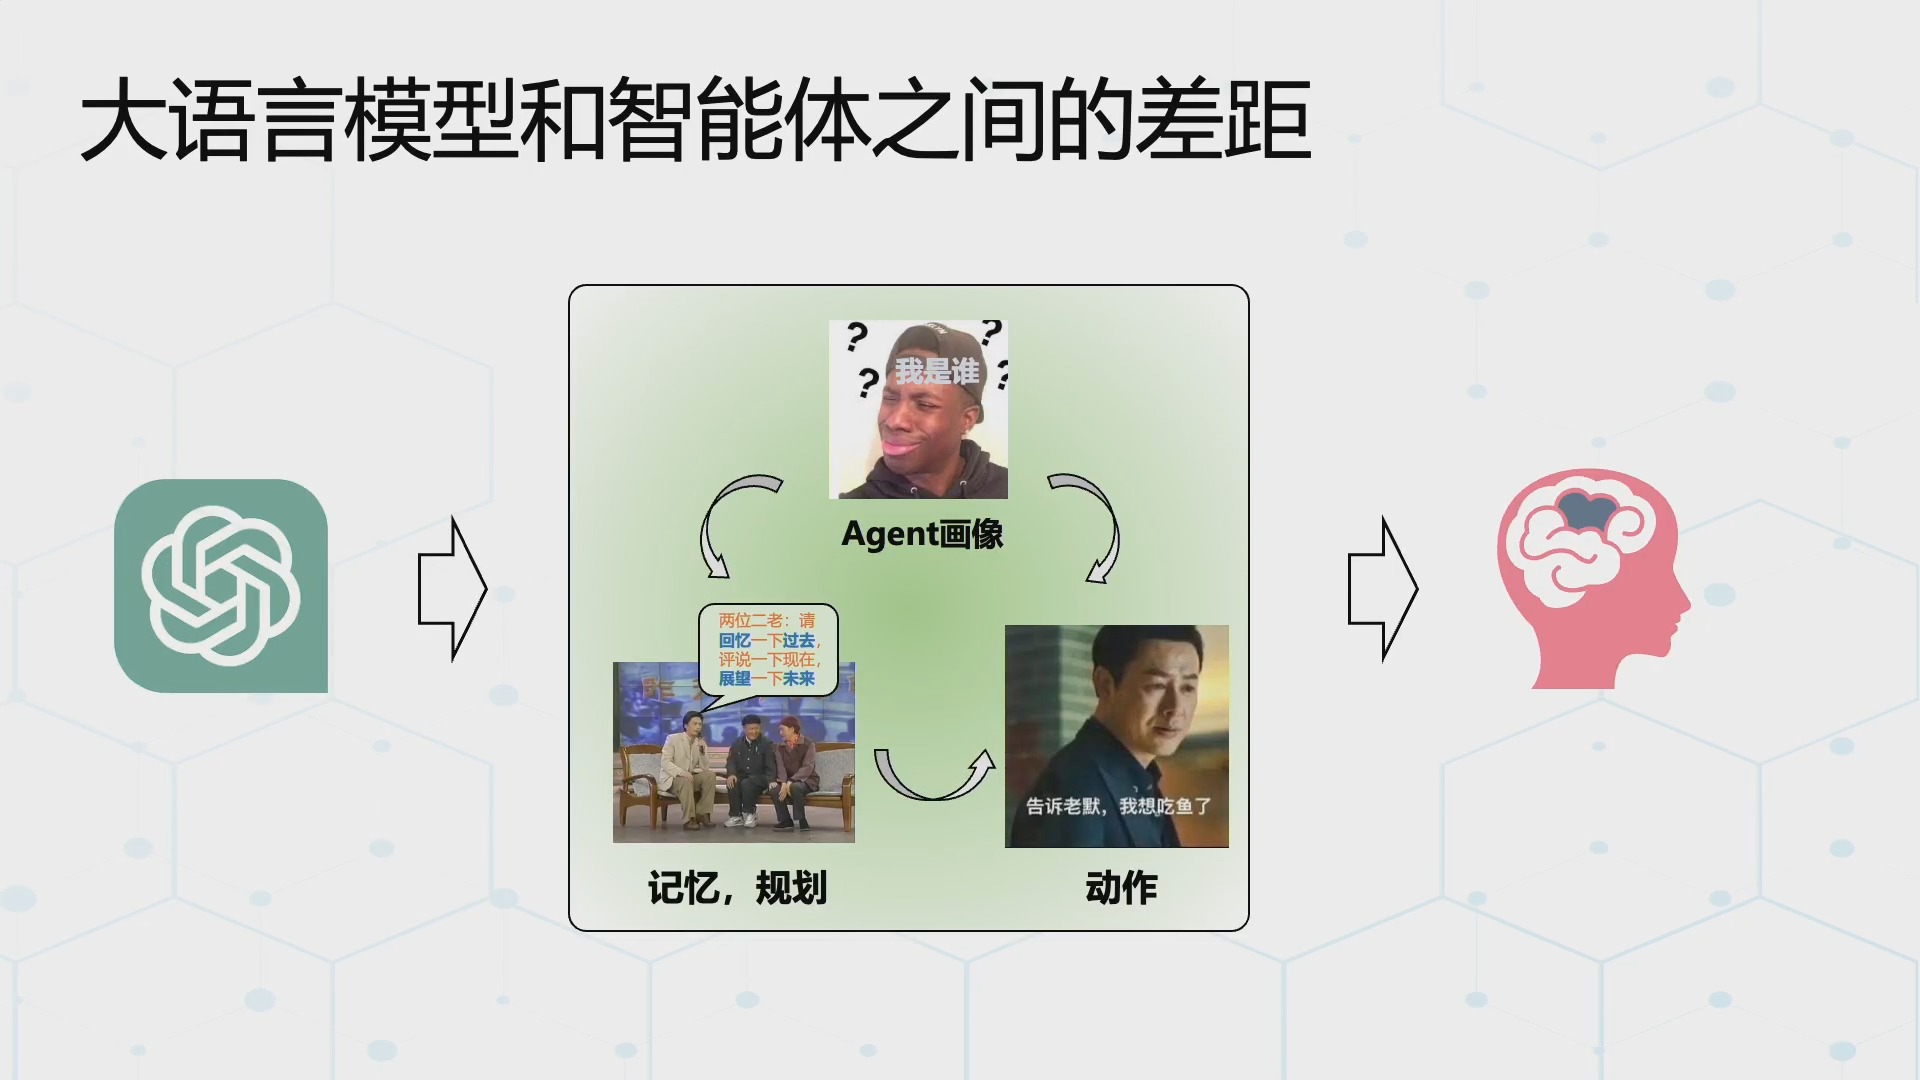 大语言模型和智能体之间的差距
? ? ? ?
我是谁
Agent画像
两位二老：请
回忆一下过去，
评说一下现在，
展望一下未来
告诉老默，我想吃鱼了
记忆，规划
动作